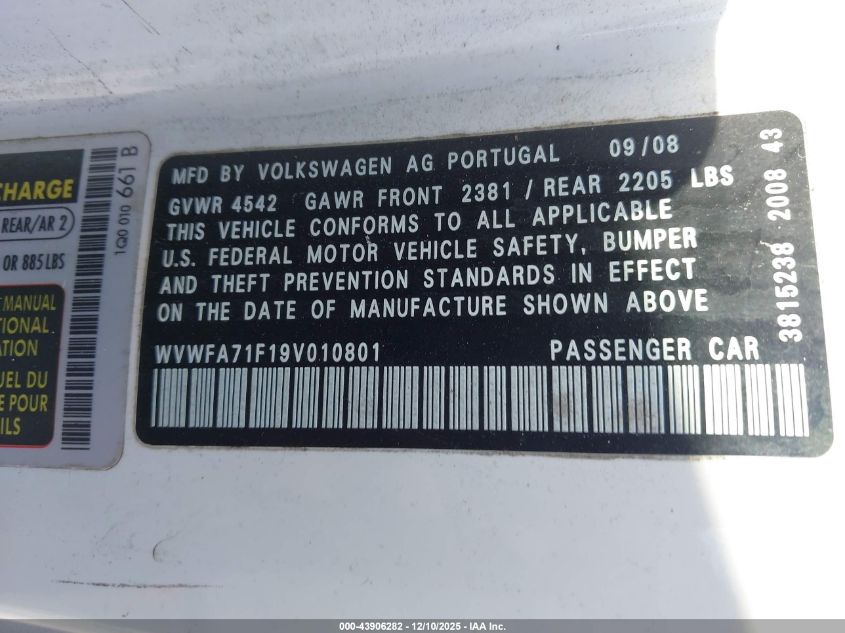 CHARGE
REAR/AR 2
OR 885 LBS
MANUAL
TIONAL
ATION
UEL DU
E POUR
ILS
1Q0 010 661 B
MFD BY VOLKSWAGEN AG PORTUGAL 09/08
GVWR 4542 GAWR FRONT 2381 / REAR 2205 LBS
THIS VEHICLE CONFORMS TO ALL APPLICABLE
U.S. FEDERAL MOTOR VEHICLE SAFETY, BUMPER
AND THEFT PREVENTION STANDARDS IN EFFECT
ON THE DATE OF MANUFACTURE SHOWN ABOVE
WVWFA71F19V010801 PASSENGER CAR
3815238 2008 43
000-43906282 - 12/10/2025 - IAA Inc.